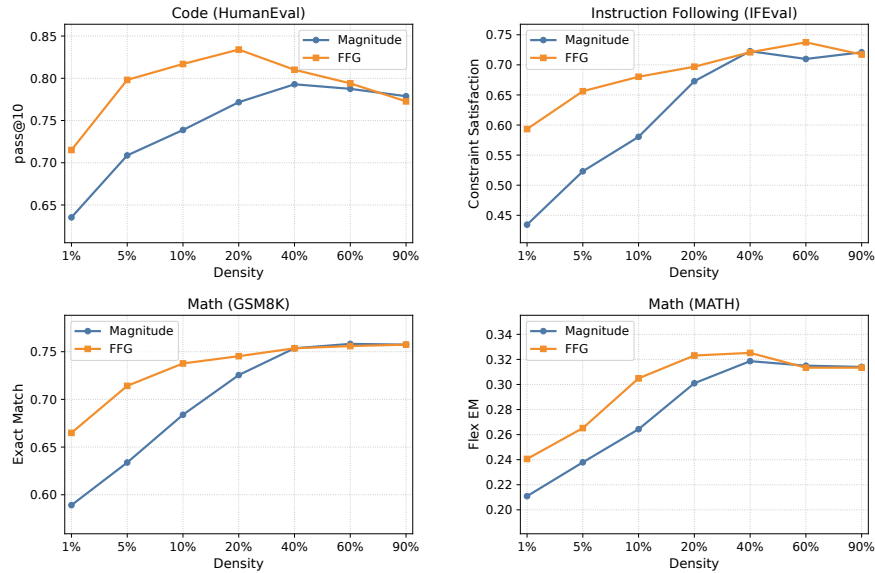 Code (HumanEval)
0.85
0.80
0.75
0.70
0.65
pass@10
Magnitude
FFG
1% 5% 10% 20% 40% 60% 90%
Density
Instruction Following (IFEval)
0.75
0.70
0.65
0.60
0.55
0.50
0.45
Constraint Satisfaction
Magnitude
FFG
1% 5% 10% 20% 40% 60% 90%
Density
Math (GSM8K)
0.75
0.70
0.65
0.60
Exact Match
Magnitude
FFG
1% 5% 10% 20% 40% 60% 90%
Density
Math (MATH)
0.34
0.32
0.30
0.28
0.26
0.24
0.22
0.20
Flex EM
Magnitude
FFG
1% 5% 10% 20% 40% 60% 90%
Density